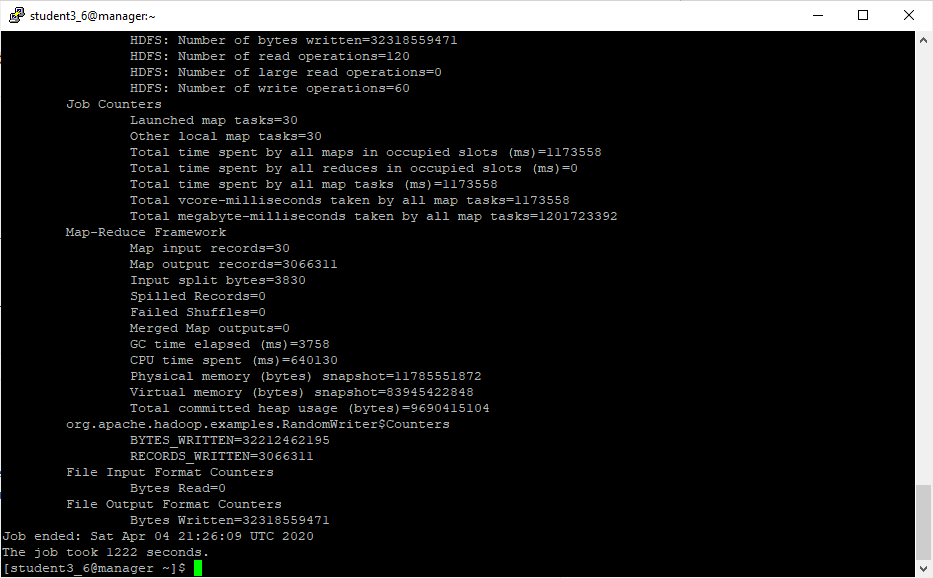 student3_6@manager:~
HDFS: Number of bytes written=32318559471
HDFS: Number of read operations=120
HDFS: Number of large read operations=0
HDFS: Number of write operations=60
Job Counters
Launched map tasks=30
Other local map tasks=30
Total time spent by all maps in occupied slots (ms)=1173558
Total time spent by all reduces in occupied slots (ms)=0
Total time spent by all map tasks (ms)=1173558
Total vcore-milliseconds taken by all map tasks=1173558
Total megabyte-milliseconds taken by all map tasks=1201723392
Map-Reduce Framework
Map input records=30
Map output records=3066311
Input split bytes=3830
Spilled Records=0
Failed Shuffles=0
Merged Map outputs=0
GC time elapsed (ms)=3758
CPU time spent (ms)=640130
Physical memory (bytes) snapshot=11785551872
Virtual memory (bytes) snapshot=83945422848
Total committed heap usage (bytes)=9690415104
org.apache.hadoop.examples.RandomWriter$Counters
BYTES_WRITTEN=32212462195
RECORDS_WRITTEN=3066311
File Input Format Counters
Bytes Read=0
File Output Format Counters
Bytes Written=32318559471
Job ended: Sat Apr 04 21:26:09 UTC 2020
The job took 1222 seconds.
[student3_6@manager ~]$